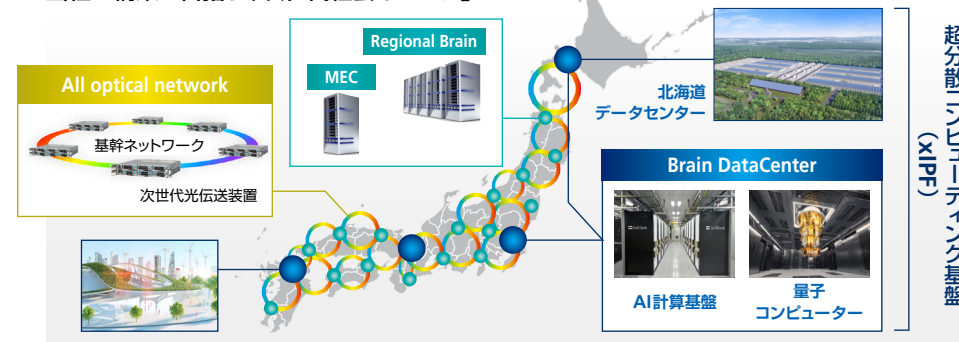 Regional Brain
MEC
All optical network
基幹ネットワーク
次世代光伝送装置
北海道
データセンター
Brain DataCenter
SoftBank
AI計算基盤
量子
コンピューター
超分散コンピューティング基盤
(xIPF)